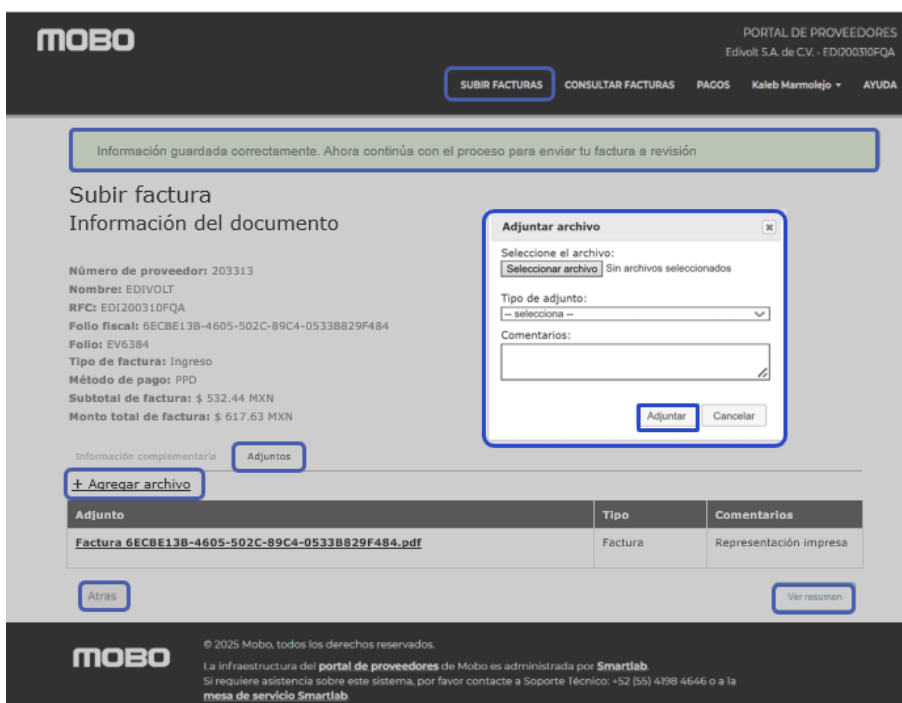 MOBO
PORTAL DE PROVEEDORES
Edivolt S.A. de C.V. - EDI200310FQA
SUBIR FACTURAS CONSULTAR FACTURAS PAGOS Kaleb Marmolejo AYUDA
Información guardada correctamente. Ahora continúa con el proceso para enviar tu factura a revisión
Subir factura
Información del documento
Número de proveedor: 203313
Nombre: EDIVOLT
RFC: EDI200310FQA
Folio fiscal: 6ECBE13B-4605-502C-89C4-0533B829F484
Folio: EV6384
Tipo de factura: Ingreso
Método de pago: PPD
Subtotal de factura: $ 532.44 MXN
Monto total de factura: $ 617.63 MXN
Adjuntar archivo
Seleccione el archivo:
Seleccionar archivo Sin archivos seleccionados
Tipo de adjunto:
-- selecciona --
Comentarios:
Adjuntar Cancelar
Información complementaria Adjuntos
+ Agregar archivo
Adjunto Tipo Comentarios
Factura 6ECBE13B-4605-502C-89C4-0533B829F484.pdf Factura Representación impresa
Atras Ver resumen
MOBO
© 2025 Mobo, todos los derechos reservados.
La infraestructura del portal de proveedores de Mobo es administrada por Smartlab.
Si requiere asistencia sobre este sistema, por favor contacte a Soporte Técnico: +52 (55) 4198 4646 o a la
mesa de servicio Smartlab.